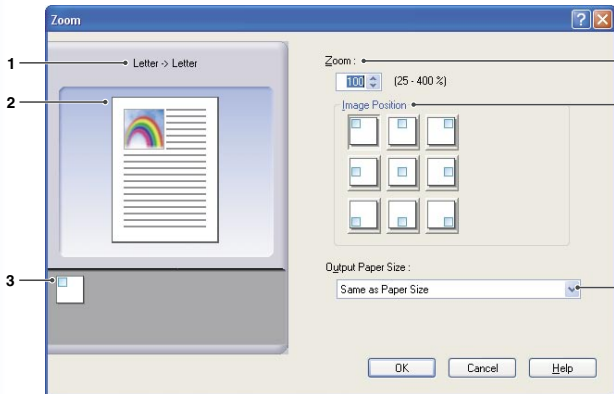 Zoom
1
Letter -> Letter
2
3
Zoom :
100 (25 - 400 %)
Image Position
Output Paper Size :
Same as Paper Size
OK Cancel Help